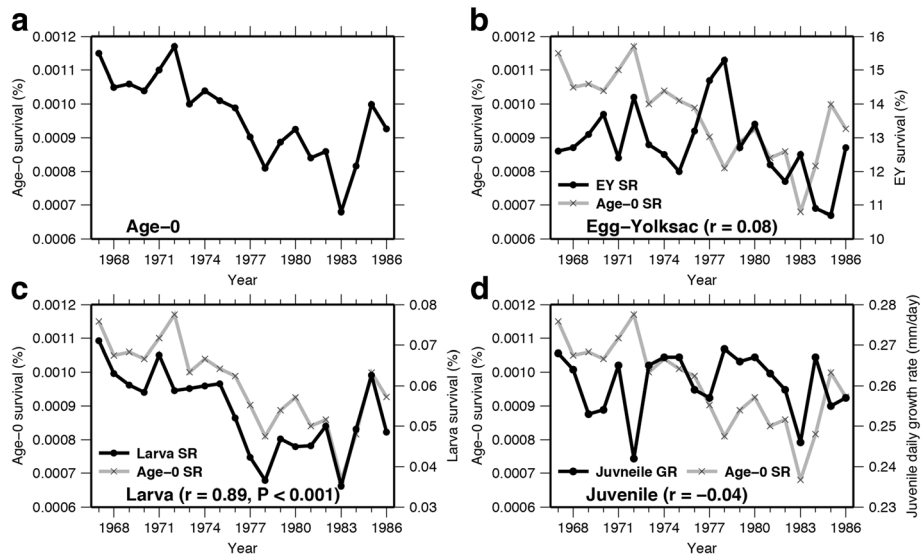 a
0.0012
0.0011
0.0010
0.0009
0.0008
0.0007
0.0006
Age–0 survival (%)
Age–0
1968 1971 1974 1977 1980 1983 1986
Year
b
0.0012
0.0011
0.0010
0.0009
0.0008
0.0007
0.0006
Age–0 survival (%)
16
15
14
13
12
11
10
EY survival (%)
EY SR
Age–0 SR
Egg–Yolksac (r = 0.08)
1968 1971 1974 1977 1980 1983 1986
Year
c
0.0012
0.0011
0.0010
0.0009
0.0008
0.0007
0.0006
Age–0 survival (%)
0.08
0.07
0.06
0.05
0.04
0.03
Larva survival (%)
Larva SR
Age–0 SR
Larva (r = 0.89, P < 0.001)
1968 1971 1974 1977 1980 1983 1986
Year
d
0.0012
0.0011
0.0010
0.0009
0.0008
0.0007
0.0006
Age–0 survival (%)
0.28
0.27
0.26
0.25
0.24
0.23
Juvenile daily growth rate (mm/day)
Juvneile GR Age–0 SR
Juvenile (r = –0.04)
1968 1971 1974 1977 1980 1983 1986
Year